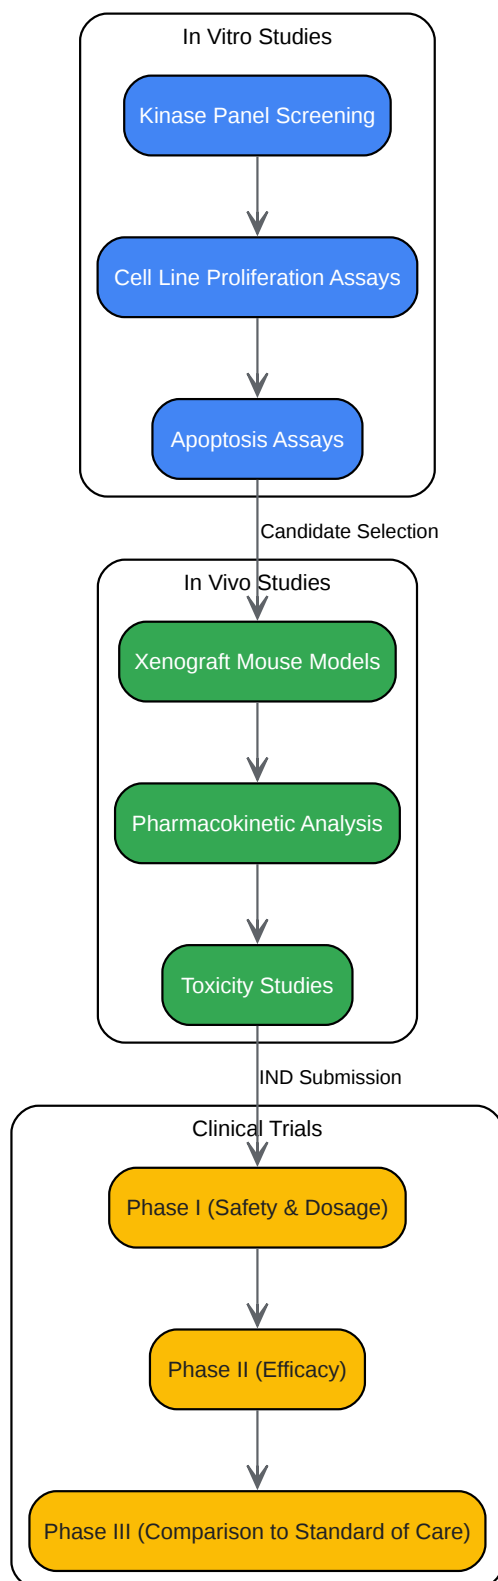 In Vitro Studies
Kinase Panel Screening
Cell Line Proliferation Assays
Apoptosis Assays
Candidate Selection
In Vivo Studies
Xenograft Mouse Models
Pharmacokinetic Analysis
Toxicity Studies
IND Submission
Clinical Trials
Phase I (Safety & Dosage)
Phase II (Efficacy)
Phase III (Comparison to Standard of Care)